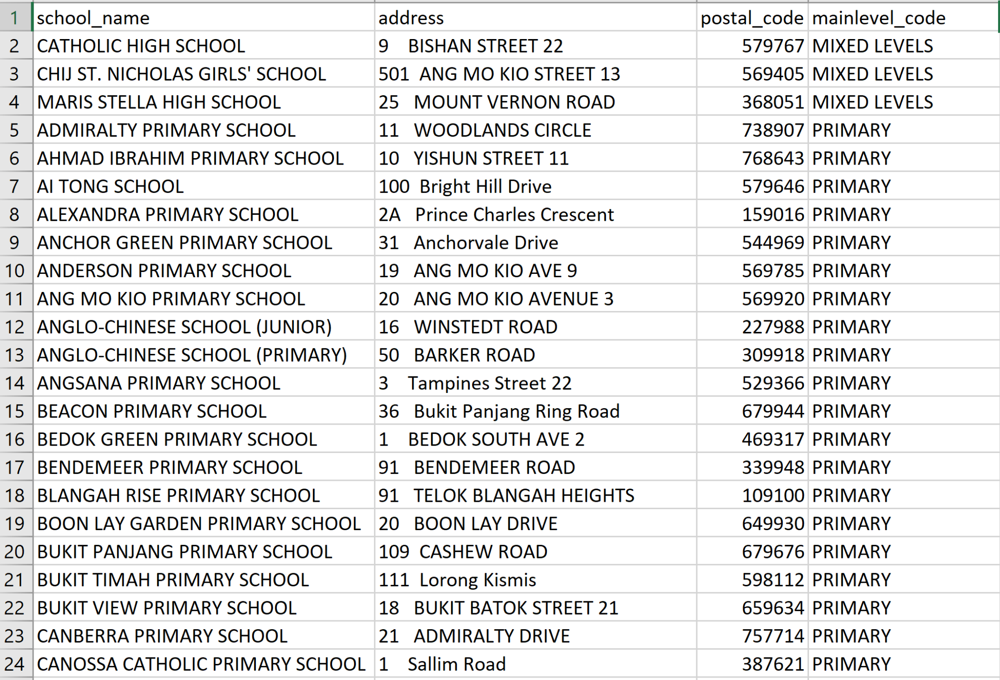 1 school_name address postal_code mainlevel_code
2 CATHOLIC HIGH SCHOOL 9 BISHAN STREET 22 579767 MIXED LEVELS
3 CHIJ ST. NICHOLAS GIRLS' SCHOOL 501 ANG MO KIO STREET 13 569405 MIXED LEVELS
4 MARIS STELLA HIGH SCHOOL 25 MOUNT VERNON ROAD 368051 MIXED LEVELS
5 ADMIRALTY PRIMARY SCHOOL 11 WOODLANDS CIRCLE 738907 PRIMARY
6 AHMAD IBRAHIM PRIMARY SCHOOL 10 YISHUN STREET 11 768643 PRIMARY
7 AI TONG SCHOOL 100 Bright Hill Drive 579646 PRIMARY
8 ALEXANDRA PRIMARY SCHOOL 2A Prince Charles Crescent 159016 PRIMARY
9 ANCHOR GREEN PRIMARY SCHOOL 31 Anchorvale Drive 544969 PRIMARY
10 ANDERSON PRIMARY SCHOOL 19 ANG MO KIO AVE 9 569785 PRIMARY
11 ANG MO KIO PRIMARY SCHOOL 20 ANG MO KIO AVENUE 3 569920 PRIMARY
12 ANGLO-CHINESE SCHOOL (JUNIOR) 16 WINSTEDT ROAD 227988 PRIMARY
13 ANGLO-CHINESE SCHOOL (PRIMARY) 50 BARKER ROAD 309918 PRIMARY
14 ANGSANA PRIMARY SCHOOL 3 Tampines Street 22 529366 PRIMARY
15 BEACON PRIMARY SCHOOL 36 Bukit Panjang Ring Road 679944 PRIMARY
16 BEDOK GREEN PRIMARY SCHOOL 1 BEDOK SOUTH AVE 2 469317 PRIMARY
17 BENDEMEER PRIMARY SCHOOL 91 BENDEMEER ROAD 339948 PRIMARY
18 BLANGAH RISE PRIMARY SCHOOL 91 TELOK BLANGAH HEIGHTS 109100 PRIMARY
19 BOON LAY GARDEN PRIMARY SCHOOL 20 BOON LAY DRIVE 649930 PRIMARY
20 BUKIT PANJANG PRIMARY SCHOOL 109 CASHEW ROAD 679676 PRIMARY
21 BUKIT TIMAH PRIMARY SCHOOL 111 Lorong Kismis 598112 PRIMARY
22 BUKIT VIEW PRIMARY SCHOOL 18 BUKIT BATOK STREET 21 659634 PRIMARY
23 CANBERRA PRIMARY SCHOOL 21 ADMIRALTY DRIVE 757714 PRIMARY
24 CANOSSA CATHOLIC PRIMARY SCHOOL 1 Sallim Road 387621 PRIMARY